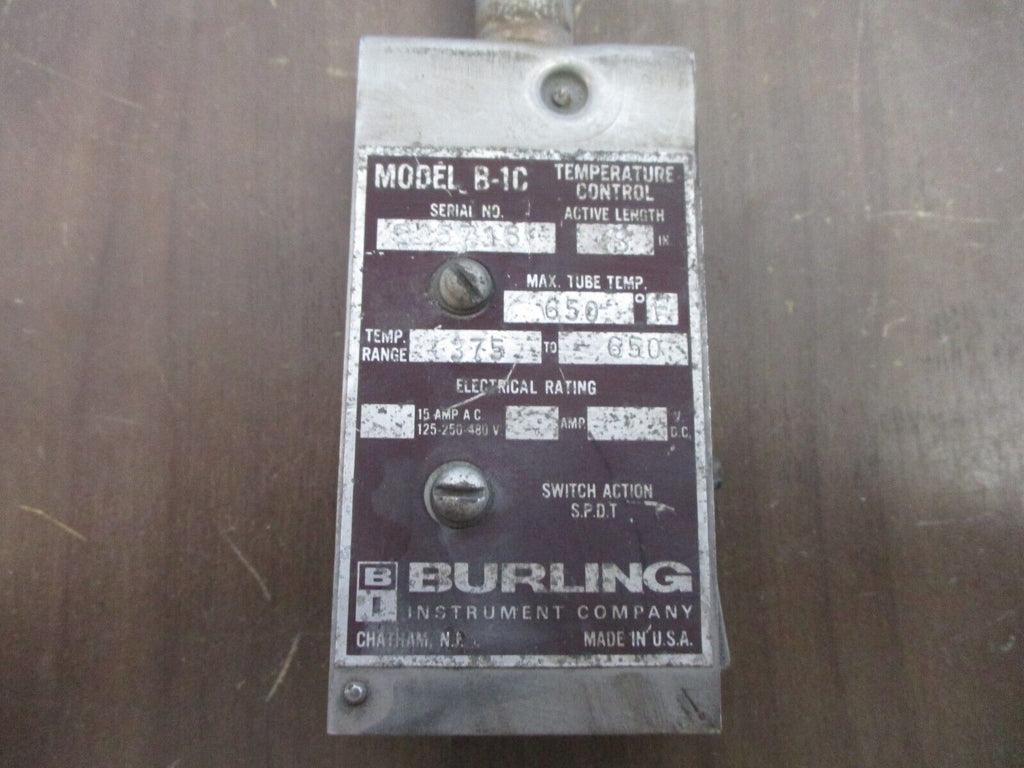 MODEL B-1C
TEMPERATURE
CONTROL
SERIAL NO.
ACTIVE LENGTH
IN
MAX. TUBE TEMP.
650 °F
TEMP.
RANGE 375 TO 650
ELECTRICAL RATING
15 AMP A C
125-250-480 V
AMP.
V.
D.C.
SWITCH ACTION
S.P.D.T
B
I
BURLING
INSTRUMENT COMPANY
CHATHAM, N.J. MADE IN U.S.A.